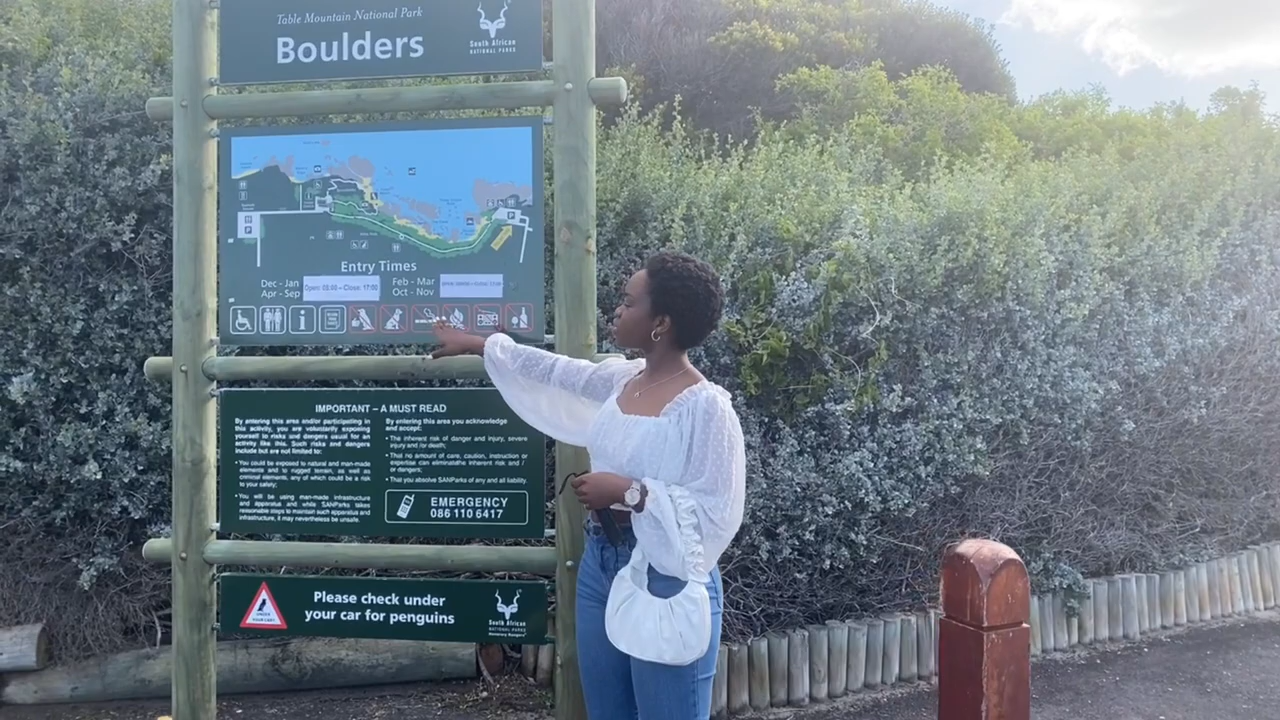 Table Mountain National Park
Boulders
South African
NATIONAL PARKS
Entry Times
Dec - Jan
Apr - Sep
Open: 08:00 – Close: 17:00
Feb - Mar
Oct - Nov
IMPORTANT – A MUST READ
By entering this area and/or participating in
this activity, you are voluntarily exposing
yourself to risks and dangers usual for an
activity like this. Such risks and dangers
include but are not limited to:
• You could be exposed to natural and man-made
elements and to rugged terrain, as well as
criminal elements, any of which could be a risk
to your safety;
• You will be using man-made infrastructure
and apparatus and while SANParks takes
reasonable steps to maintain such apparatus and
infrastructure, it may nevertheless be unsafe.
By entering this area you acknowledge
and accept:
• The inherent risk of danger and injury, severe
injury and /or death;
• That no amount of care, caution, instruction or
expertise can eliminatethe inherent risk and /
or dangers;
• That you absolve SANParks of any and all liability.
EMERGENCY
086 110 6417
Please check under
your car for penguins
South African
NATIONAL PARKS